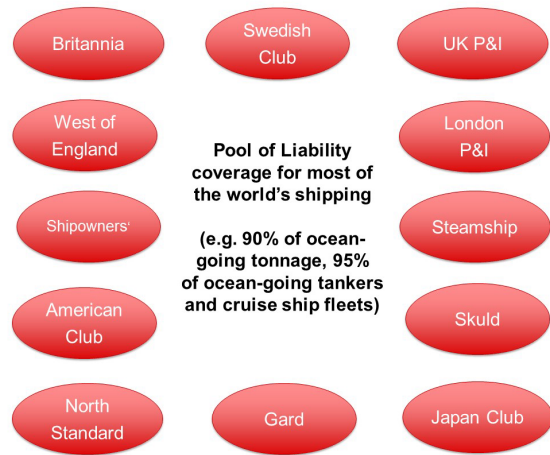 Britannia
Swedish
Club
UK P&I
West of
England
London
P&I
Pool of Liability
coverage for most of
the world's shipping
(e.g. 90% of ocean-
going tonnage, 95%
of ocean-going tankers
and cruise ship fleets)
Shipowners‘
Steamship
American
Club
Skuld
North
Standard
Gard
Japan Club